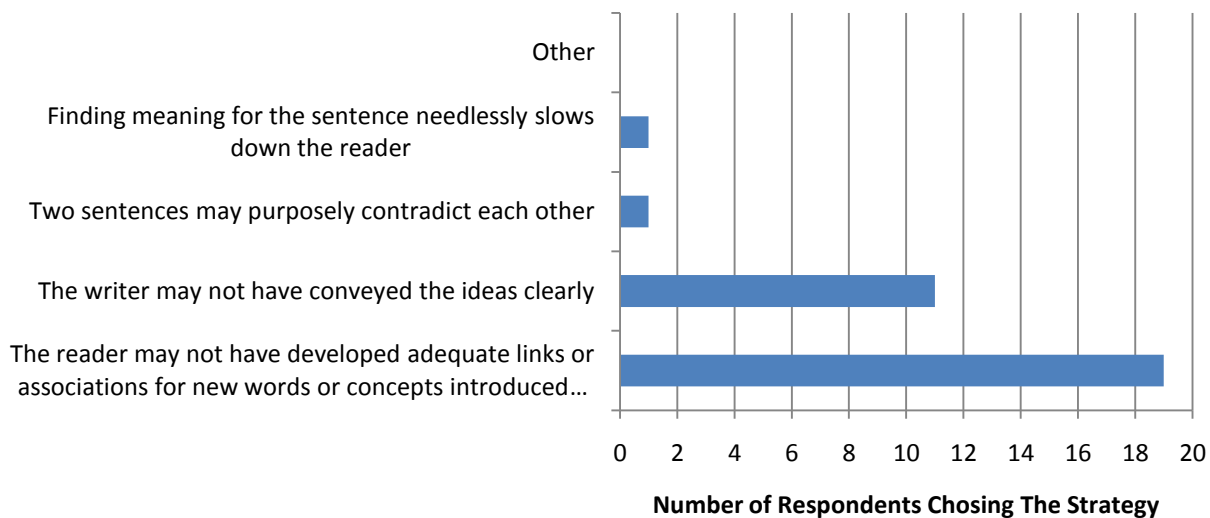 Other
Finding meaning for the sentence needlessly slows
down the reader
Two sentences may purposely contradict each other
The writer may not have conveyed the ideas clearly
The reader may not have developed adequate links or
associations for new words or concepts introduced…
0 2 4 6 8 10 12 14 16 18 20
Number of Respondents Chosing The Strategy